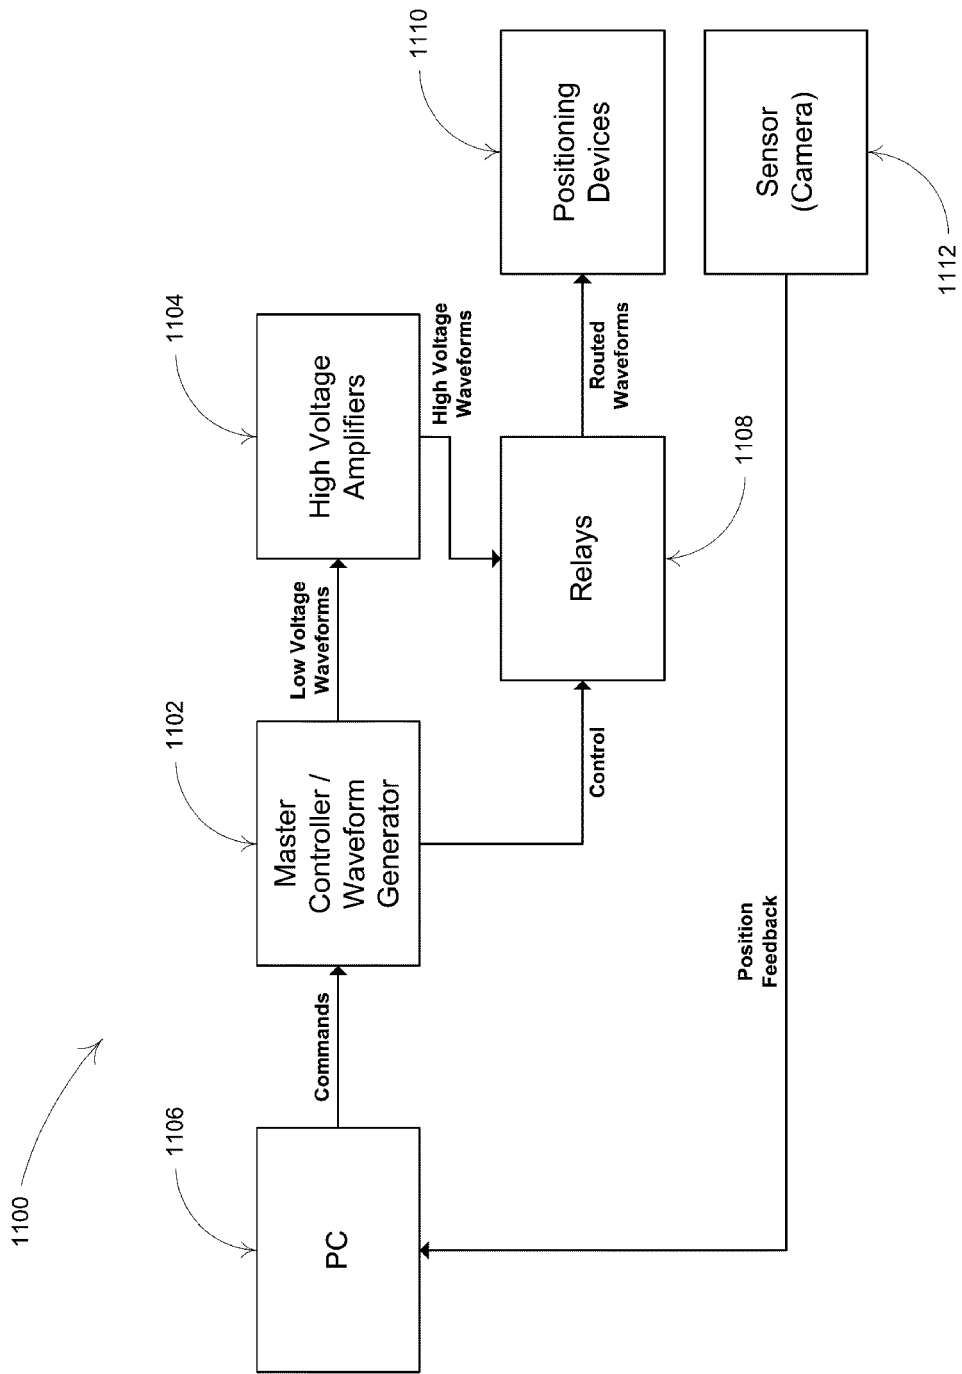 1100
1106
PC
Commands
1102
Master
Controller /
Waveform
Generator
Low Voltage
Waveforms
1104
High Voltage
Amplifiers
High Voltage
Waveforms
Control
Relays
1108
Routed
Waveforms
1110
Positioning
Devices
Position
Feedback
Sensor
(Camera)
1112